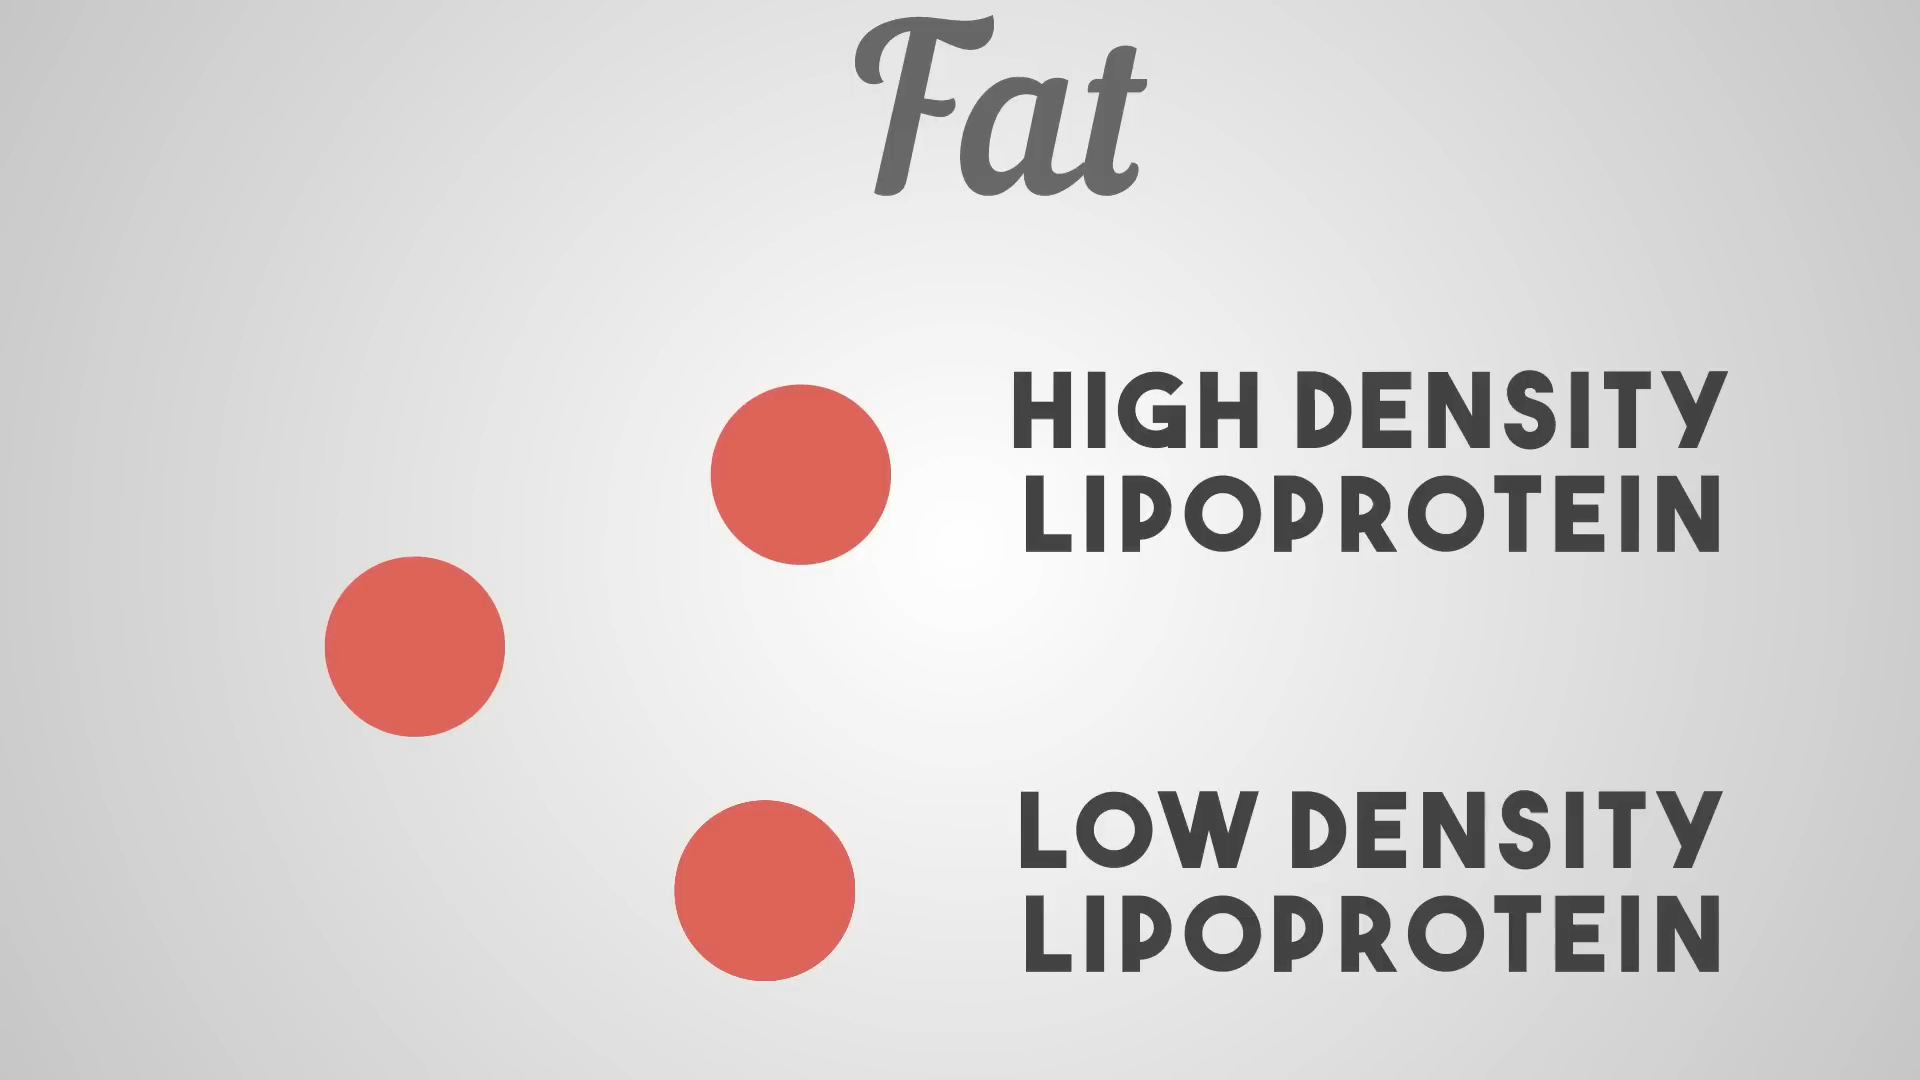 Fat
HIGH DENSITY
LIPOPROTEIN
LOW DENSITY
LIPOPROTEIN